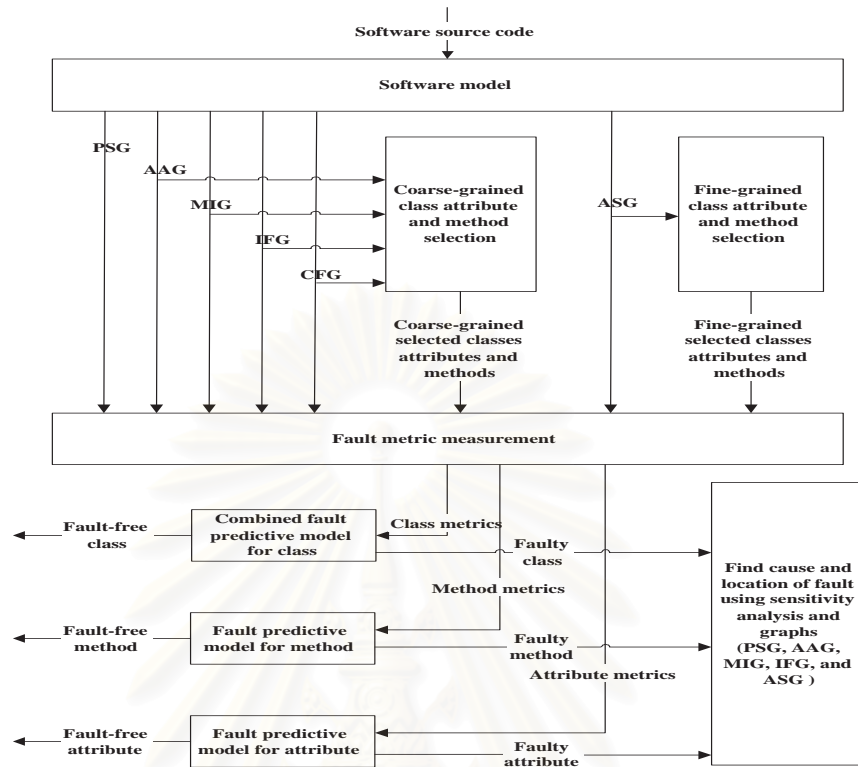 Software source code
Software model
PSG
AAG
MIG
IFG
CFG
Coarse-grained
class attribute
and method
selection
ASG
Fine-grained
class attribute
and method
selection
Coarse-grained
selected classes
attributes and
methods
Fine-grained
selected classes
attributes and
methods
Fault metric measurement
Fault-free
class
Combined fault
predictive model
for class
Class metrics
Faulty
class
Method metrics
Fault-free
method
Fault predictive
model for method
Faulty
method
Attribute metrics
Fault-free
attribute
Fault predictive
model for attribute
Faulty
attribute
Find cause and
location of fault
using sensitivity
analysis and
graphs
(PSG, AAG,
MIG, IFG, and
ASG )